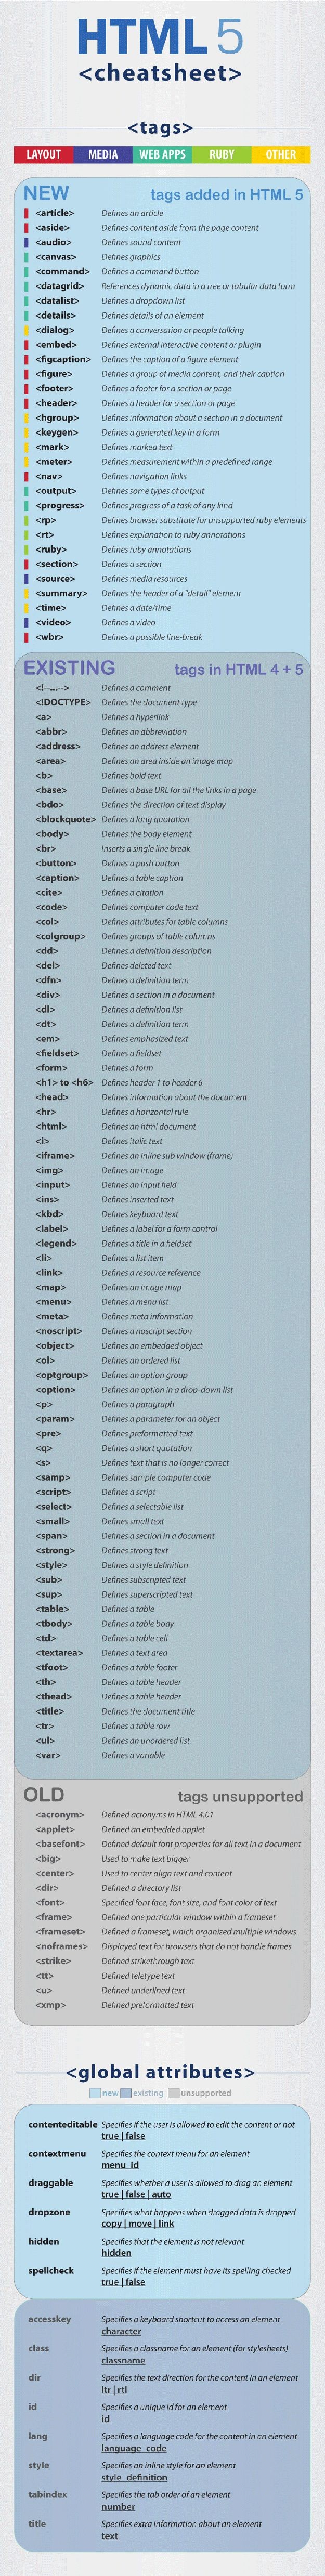 HTML 5
<cheatsheet>
<tags>
LAYOUT MEDIA WEB APPS RUBY OTHER
NEW tags added in HTML 5
<article> Defines an article
<aside> Defines content aside from the page content
<audio> Defines sound content
<canvas> Defines graphics
<command> Defines a command button
<datagrid> References dynamic data in a tree or tabular data form
<datalist> Defines a dropdown list
<details> Defines details of an element
<dialog> Defines a conversation or people talking
<embed> Defines external interactive content or plugin
<figcaption> Defines the caption of a figure element
<figure> Defines a group of media content, and their caption
<footer> Defines a footer for a section or page
<header> Defines a header for a section or page
<hgroup> Defines information about a section in a document
<keygen> Defines a generated key in a form
<mark> Defines marked text
<meter> Defines measurement within a predefined range
<nav> Defines navigation links
<output> Defines some types of output
<progress> Defines progress of a task of any kind
<rp> Defines browser substitute for unsupported ruby elements
<rt> Defines explanation to ruby annotations
<ruby> Defines ruby annotations
<section> Defines a section
<source> Defines media resources
<summary> Defines the header of a "detail" element
<time> Defines a date/time
<video> Defines a video
<wbr> Defines a possible line-break
EXISTING tags in HTML 4 + 5
<!--...--> Defines a comment
<!DOCTYPE> Defines the document type
<a> Defines a hyperlink
<abbr> Defines an abbreviation
<address> Defines an address element
<area> Defines an area inside an image map
<b> Defines bold text
<base> Defines a base URL for all the links in a page
<bdo> Defines the direction of text display
<blockquote> Defines a long quotation
<body> Defines the body element
<br> Inserts a single line break
<button> Defines a push button
<caption> Defines a table caption
<cite> Defines a citation
<code> Defines computer code text
<col> Defines attributes for table columns
<colgroup> Defines groups of table columns
<dd> Defines a definition description
<del> Defines deleted text
<dfn> Defines a definition term
<div> Defines a section in a document
<dl> Defines a definition list
<dt> Defines a definition term
<em> Defines emphasized text
<fieldset> Defines a fieldset
<form> Defines a form
<h1> to <h6> Defines header 1 to header 6
<head> Defines information about the document
<hr> Defines a horizontal rule
<html> Defines an html document
<i> Defines italic text
<iframe> Defines an inline sub window (frame)
<img> Defines an image
<input> Defines an input field
<ins> Defines inserted text
<kbd> Defines keyboard text
<label> Defines a label for a form control
<legend> Defines a title in a fieldset
<li> Defines a list item
<link> Defines a resource reference
<map> Defines an image map
<menu> Defines a menu list
<meta> Defines meta information
<noscript> Defines a noscript section
<object> Defines an embedded object
<ol> Defines an ordered list
<optgroup> Defines an option group
<option> Defines an option in a drop-down list
<p> Defines a paragraph
<param> Defines a parameter for an object
<pre> Defines preformatted text
<q> Defines a short quotation
<s> Defines text that is no longer correct
<samp> Defines sample computer code
<script> Defines a script
<select> Defines a selectable list
<small> Defines small text
<span> Defines a section in a document
<strong> Defines strong text
<style> Defines a style definition
<sub> Defines subscripted text
<sup> Defines superscripted text
<table> Defines a table
<tbody> Defines a table body
<td> Defines a table cell
<textarea> Defines a text area
<tfoot> Defines a table footer
<th> Defines a table header
<thead> Defines a table header
<title> Defines the document title
<tr> Defines a table row
<ul> Defines an unordered list
<var> Defines a variable
OLD tags unsupported
<acronym> Defined acronyms in HTML 4.01
<applet> Defined an embedded applet
<basefont> Defined default font properties for all text in a document
<big> Used to make text bigger
<center> Used to center align text and content
<dir> Defined a directory list
<font> Specified font face, font size, and font color of text
<frame> Defined one particular window within a frameset
<frameset> Defined a frameset, which organized multiple windows
<noframes> Displayed text for browsers that do not handle frames
<strike> Defined strikethrough text
<tt> Defined teletype text
<u> Defined underlined text
<xmp> Defined preformatted text
<global attributes>
new existing unsupported
contenteditable Specifies if the user is allowed to edit the content or not
true | false
contextmenu Specifies the context menu for an element
menu_id
draggable Specifies whether a user is allowed to drag an element
true | false | auto
dropzone Specifies what happens when dragged data is dropped
copy | move | link
hidden Specifies that the element is not relevant
hidden
spellcheck Specifies if the element must have its spelling checked
true | false
accesskey Specifies a keyboard shortcut to access an element
character
class Specifies a classname for an element (for stylesheets)
classname
dir Specifies the text direction for the content in an element
ltr | rtl
id Specifies a unique id for an element
id
lang Specifies a language code for the content in an element
language_code
style Specifies an inline style for an element
style_definition
tabindex Specifies the tab order of an element
number
title Specifies extra information about an element
text